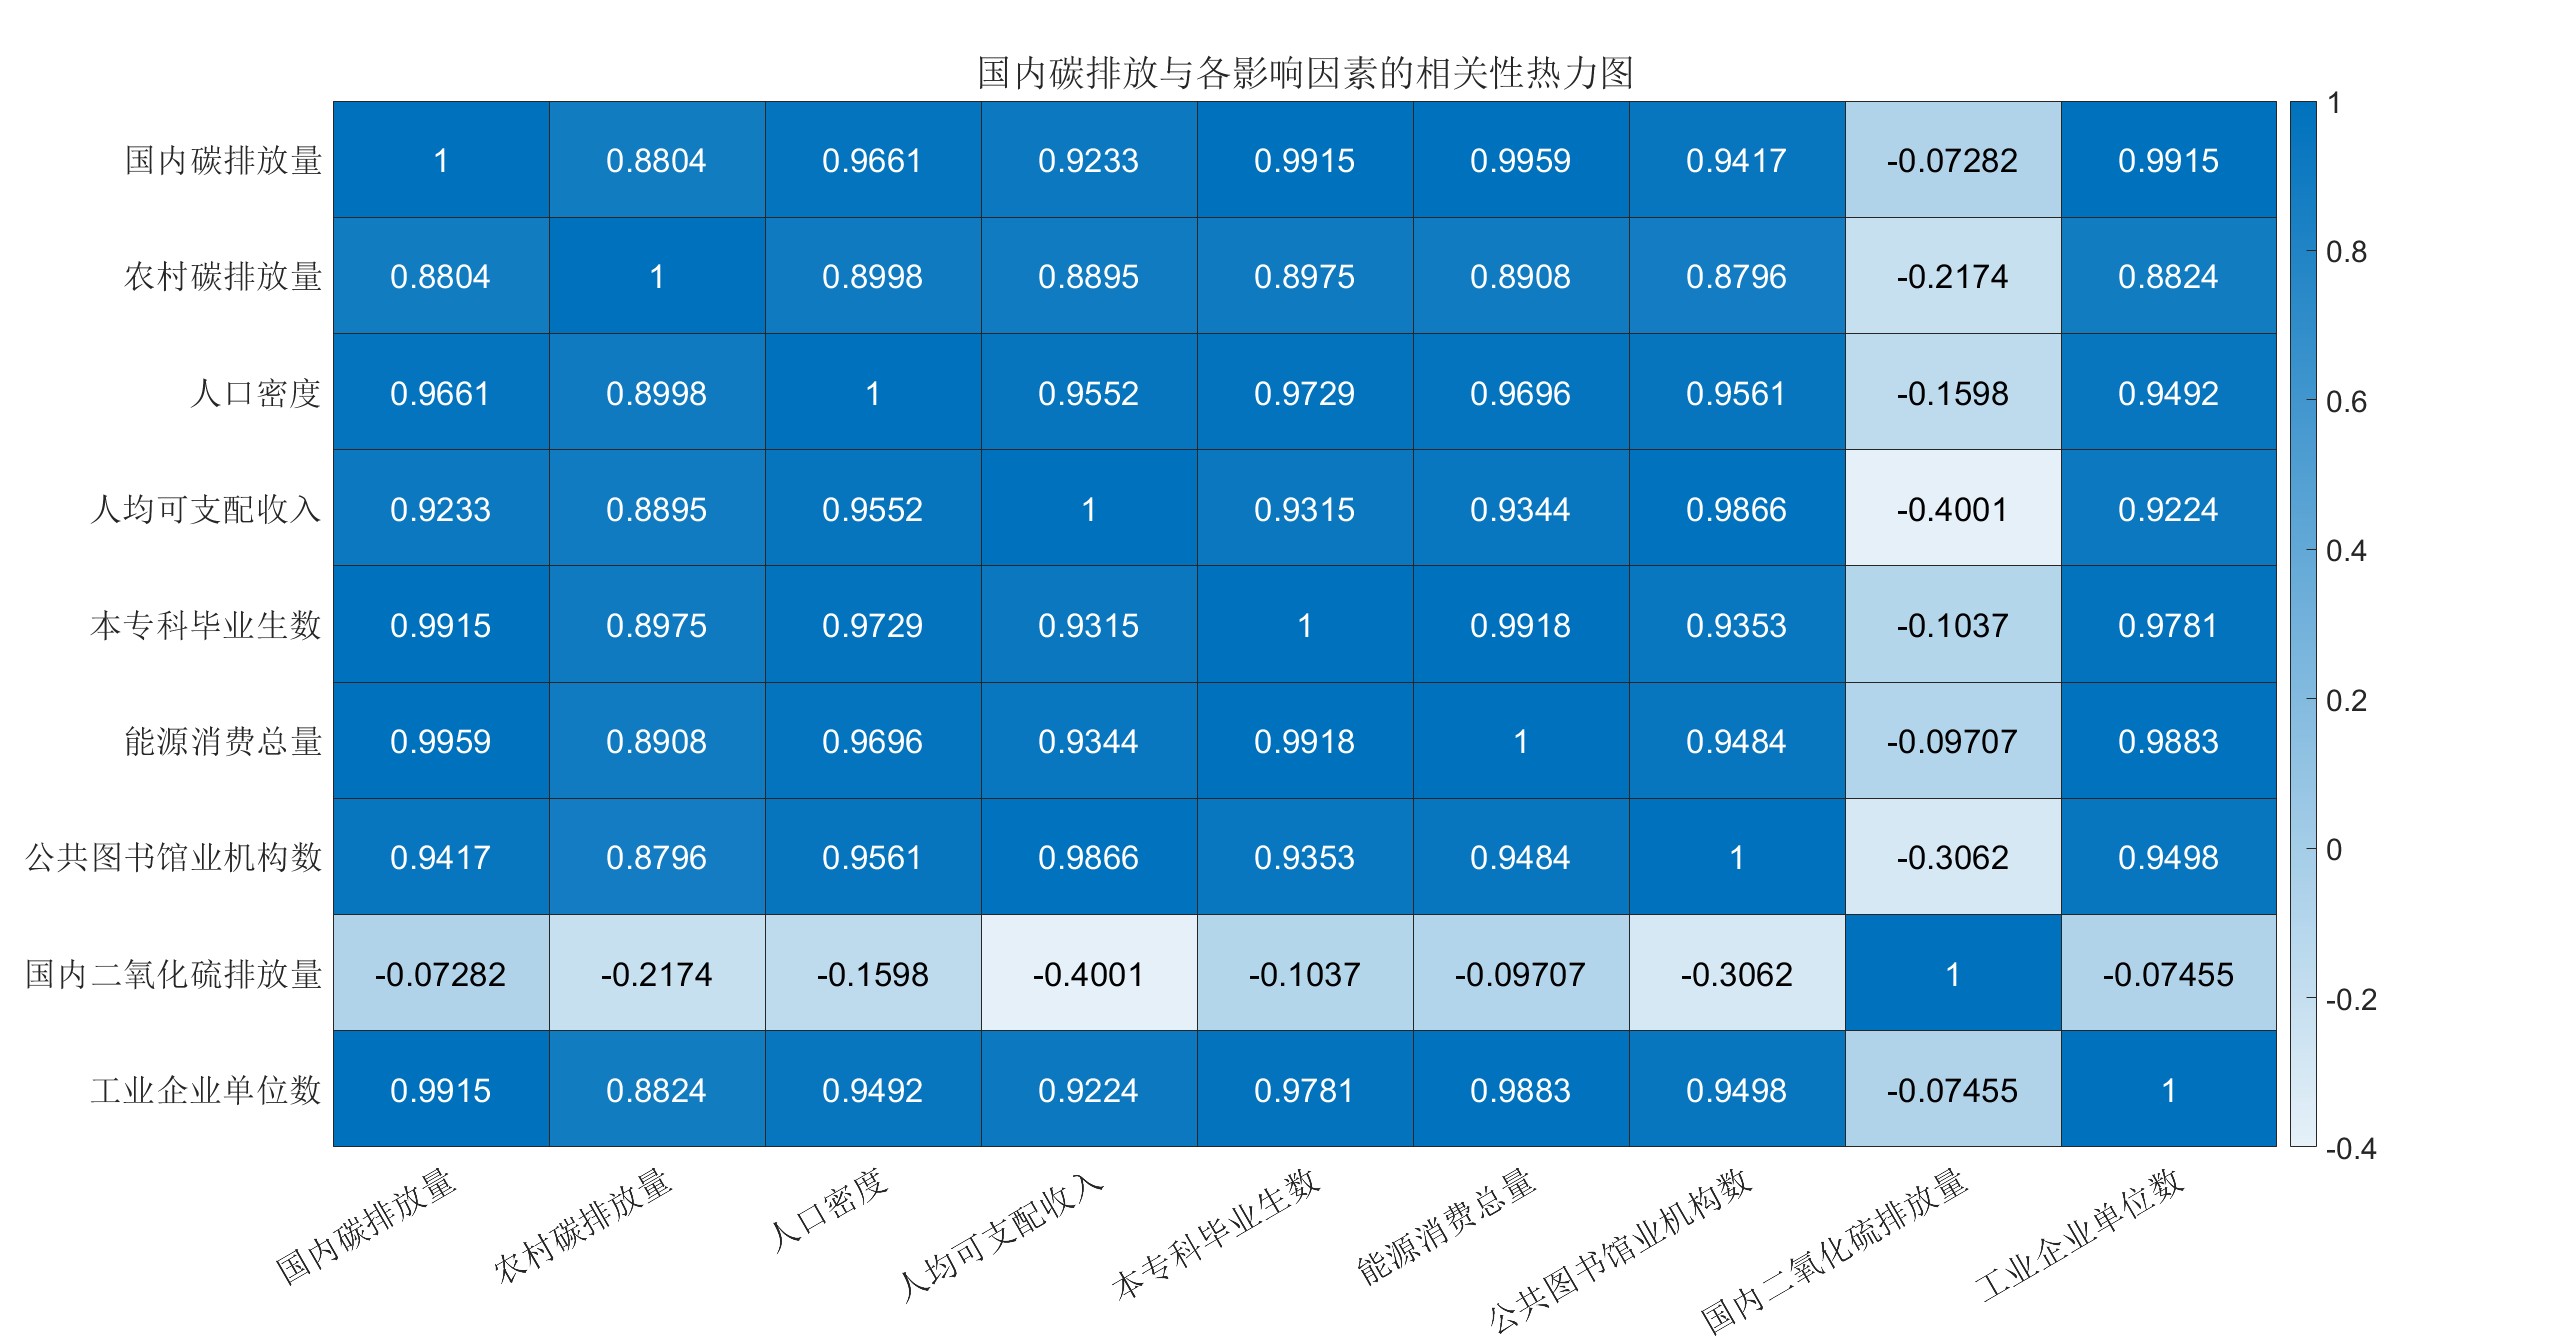 国内碳排放与各影响因素的相关性热力图
国内碳排放量 1 0.8804 0.9661 0.9233 0.9915 0.9959 0.9417 -0.07282 0.9915
农村碳排放量 0.8804 1 0.8998 0.8895 0.8975 0.8908 0.8796 -0.2174 0.8824
人口密度 0.9661 0.8998 1 0.9552 0.9729 0.9696 0.9561 -0.1598 0.9492
人均可支配收入 0.9233 0.8895 0.9552 1 0.9315 0.9344 0.9866 -0.4001 0.9224
本专科毕业生数 0.9915 0.8975 0.9729 0.9315 1 0.9918 0.9353 -0.1037 0.9781
能源消费总量 0.9959 0.8908 0.9696 0.9344 0.9918 1 0.9484 -0.09707 0.9883
公共图书馆业机构数 0.9417 0.8796 0.9561 0.9866 0.9353 0.9484 1 -0.3062 0.9498
国内二氧化硫排放量 -0.07282 -0.2174 -0.1598 -0.4001 -0.1037 -0.09707 -0.3062 1 -0.07455
工业企业单位数 0.9915 0.8824 0.9492 0.9224 0.9781 0.9883 0.9498 -0.07455 1
国内碳排放量
农村碳排放量
人口密度
人均可支配收入
本专科毕业生数
能源消费总量
公共图书馆业机构数
国内二氧化硫排放量
工业企业单位数
1
0.8
0.6
0.4
0.2
0
-0.2
-0.4